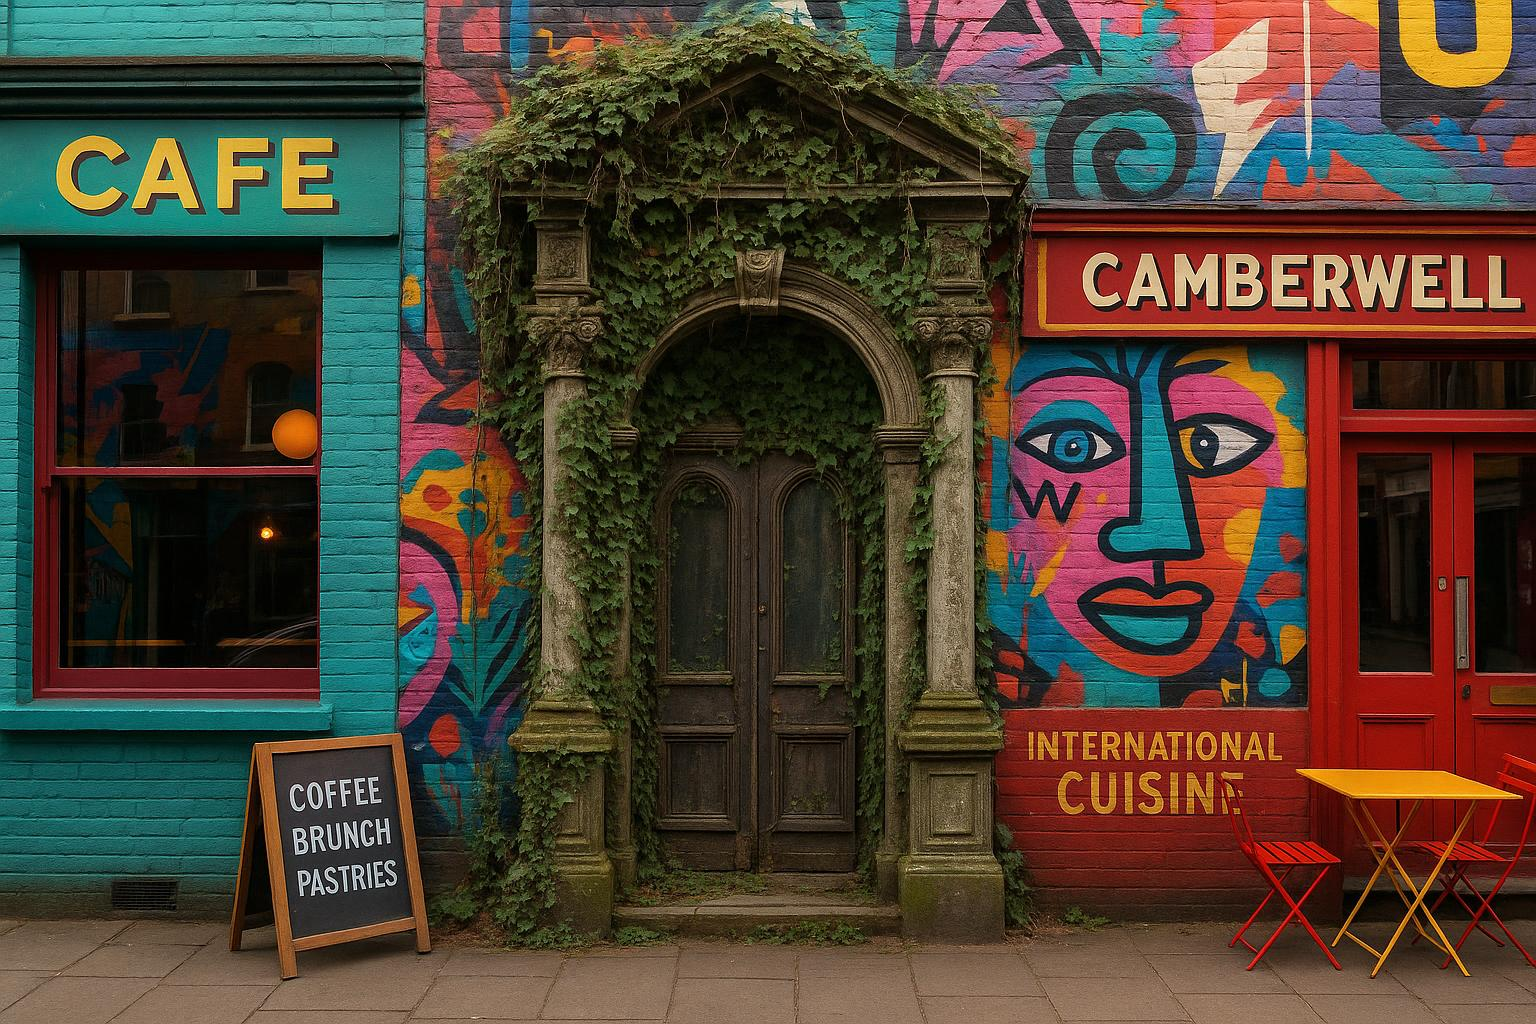 CAFE
COFFEE
BRUNCH
PASTRIES
U
W
CAMBERWELL
INTERNATIONAL
CUISINE